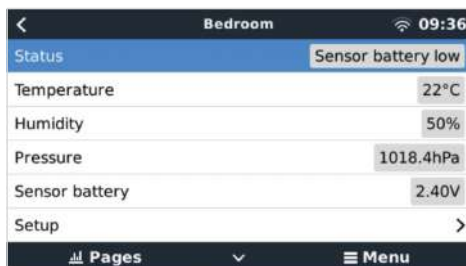 Bedroom 09:36
Status Sensor battery low
Temperature 22°C
Humidity 50%
Pressure 1018.4hPa
Sensor battery 2.40V
Setup
Pages Menu